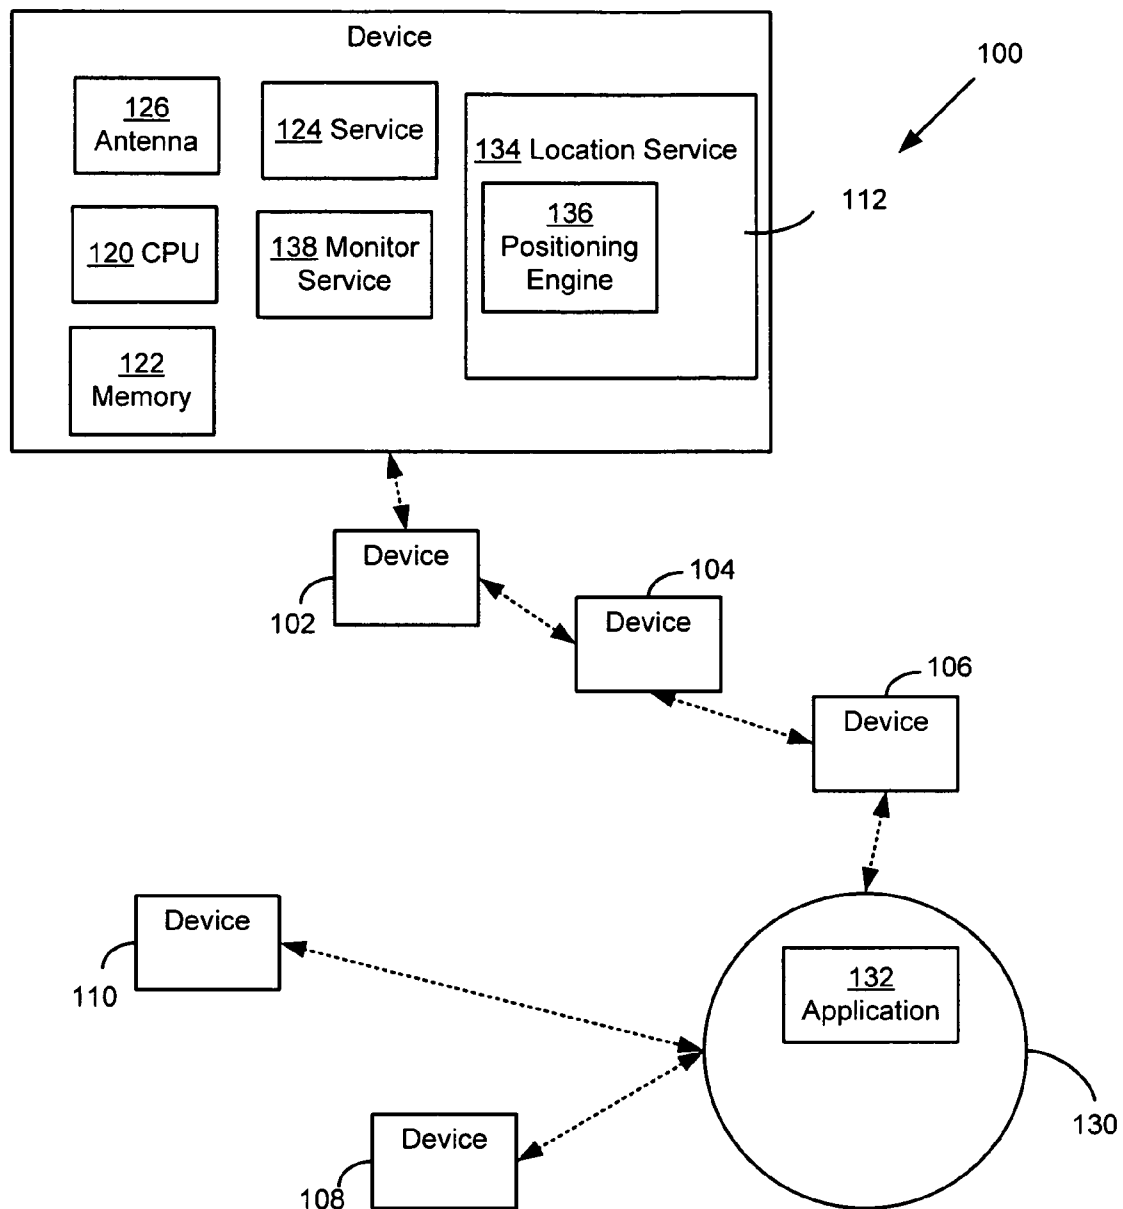 Device
100
126
Antenna
124 Service
134 Location Service
112
136
Positioning
Engine
120 CPU
138 Monitor
Service
122
Memory
Device
102
104
Device
106
Device
Device
110
132
Application
130
Device
108